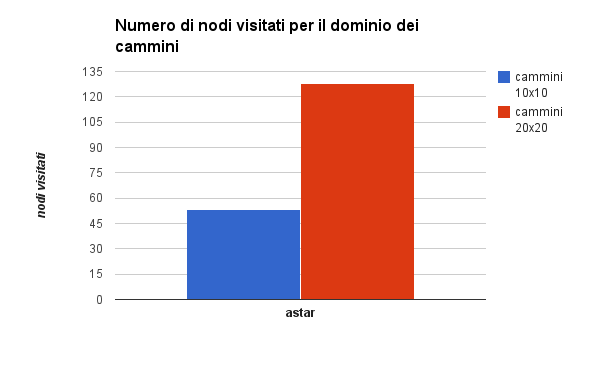 Numero di nodi visitati per il dominio dei
cammini
135
120
105
90
75
60
45
30
15
0
nodi visitati
astar
cammini
10x10
cammini
20x20